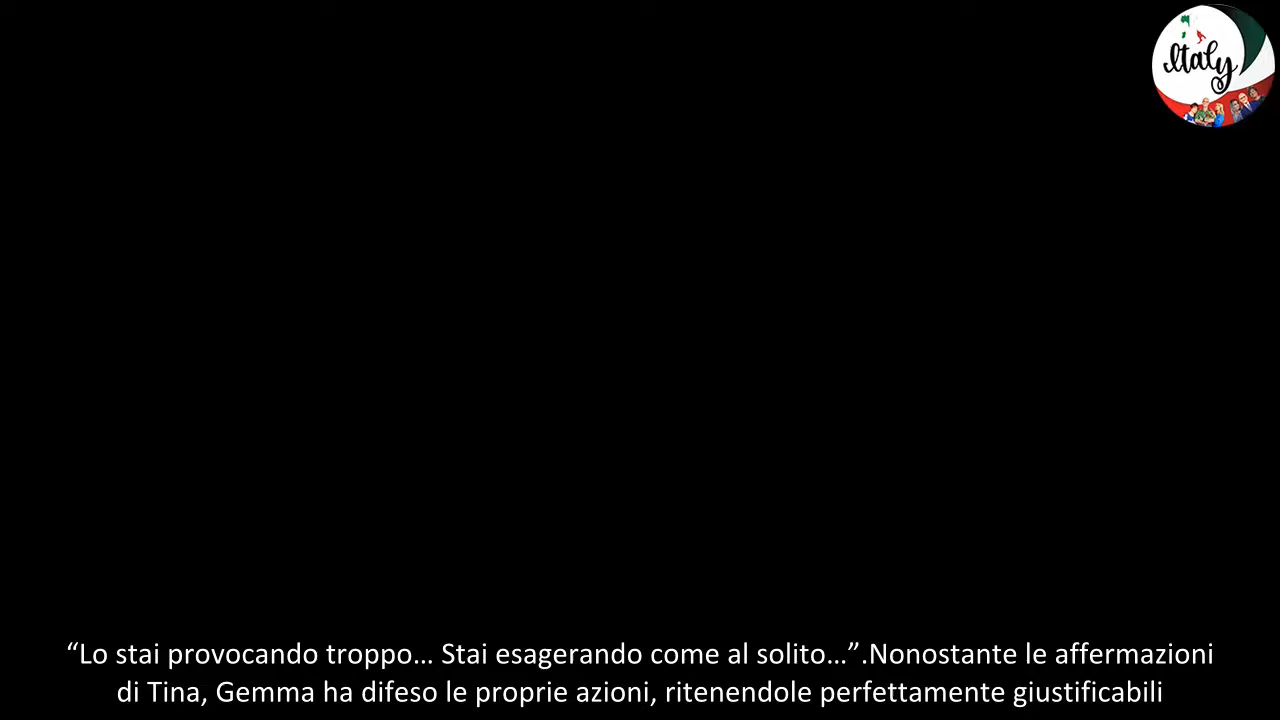 Italy
“Lo stai provocando troppo… Stai esagerando come al solito…”.Nonostante le affermazioni
di Tina, Gemma ha difeso le proprie azioni, ritenendole perfettamente giustificabili